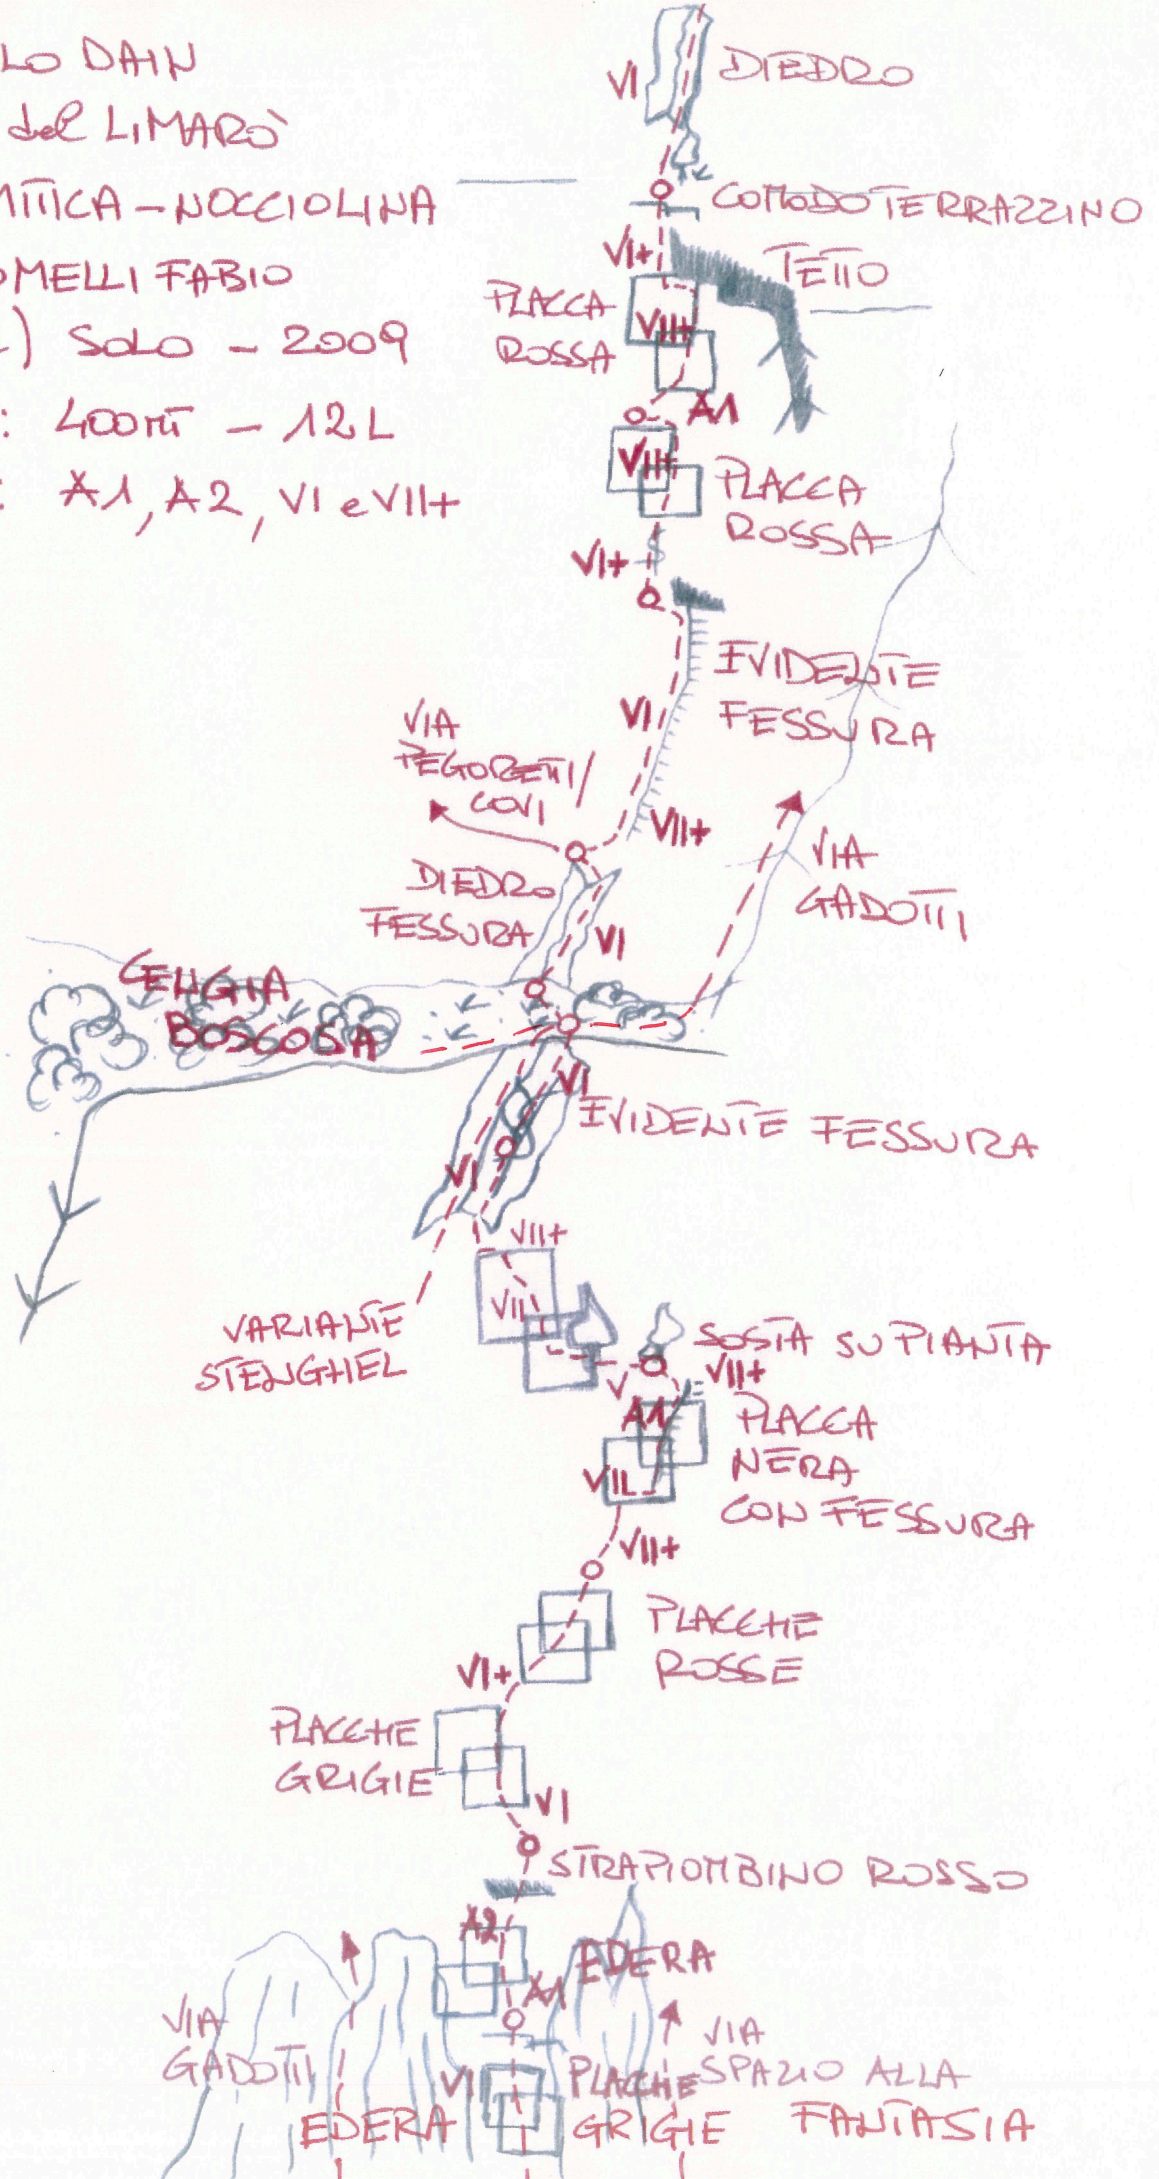 LO DAIN
del LIMARÒ
MITICA - NOCCIOLINA
OMELLI FABIO
) SOLO - 2009
: 400mT - 12L
: A1, A2, VI e VII+
VI
DIEDRO
COMODO TERRAZZINO
VI+
TETTO
PLACCA
ROSSA
VII+
A1
VII+
PLACCA
ROSSA
VI+
EVIDENTE
FESSURA
VI
VIA
PEGORETTI/
COVI
VII+
VIA
GADOTTI
DIEDRO
FESSURA
VI
CENGIA
BOSCOSA
VI
EVIDENTE FESSURA
VI
VII+
VII
VARIANTE
STENGHEL
SOSTA SU PIANTA
V
VII+
A1
PLACCA
NERA
CON FESSURA
VII
VII+
PLACCHE
ROSSE
VI+
PLACCHE
GRIGIE
VI
STRAPIOMBINO ROSSO
A2
EDERA
A1
VIA
GADOTTI
VIA
SPAZIO ALLA
FANTASIA
VI
PLACCHE
GRIGIE
EDERA